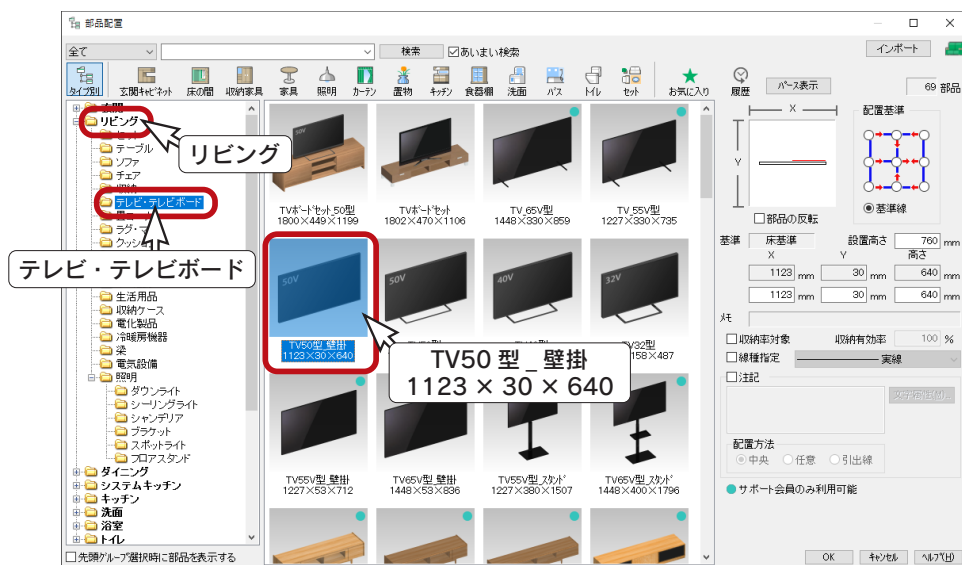 部品配置
全て
検索
あいまい検索
インポート
タイプ別
玄関キャビネット
床の間
収納家具
家具
照明
カーテン
置物
キッチン
食器棚
洗面
バス
トイレ
セット
お気に入り
履歴
パース表示
69 部品
リビング
テーブル
ソファ
チェア
テレビ・テレビボード
リビング
テレビ・テレビボード
生活用品
収納ケース
電化製品
冷暖房機器
梁
電気設備
照明
ダウンライト
シーリングライト
シャンデリア
ブラケット
スポットライト
フロアスタンド
ダイニング
システムキッチン
キッチン
洗面
浴室
トイレ
先頭グループ選択時に部品を表示する
50V
TVボードセット_50型
1800×449×1199
TVボードセット
1802×470×1106
TV_65V型
1448×330×859
TV_55V型
1227×330×735
50V
50V
40V
32V
TV50型_壁掛
1123×30×640
TV50型_壁掛
1123×30×640
TV55V型_壁掛
1227×53×712
TV65V型_壁掛
1448×53×836
TV55V型_スタンド
1227×380×1507
TV65V型_スタンド
1448×400×1796
X
Y
配置基準
部品の反転
基準線
基準
床基準
設置高さ
760 mm
X
Y
高さ
1123 mm
30 mm
640 mm
1123 mm
30 mm
640 mm
メモ
収納率対象
収納有効率
100 %
線種指定
実線
注記
文字設定(M)...
配置方法
中央
任意
引出線
サポート会員のみ利用可能
OK
キャンセル
ヘルプ(H)